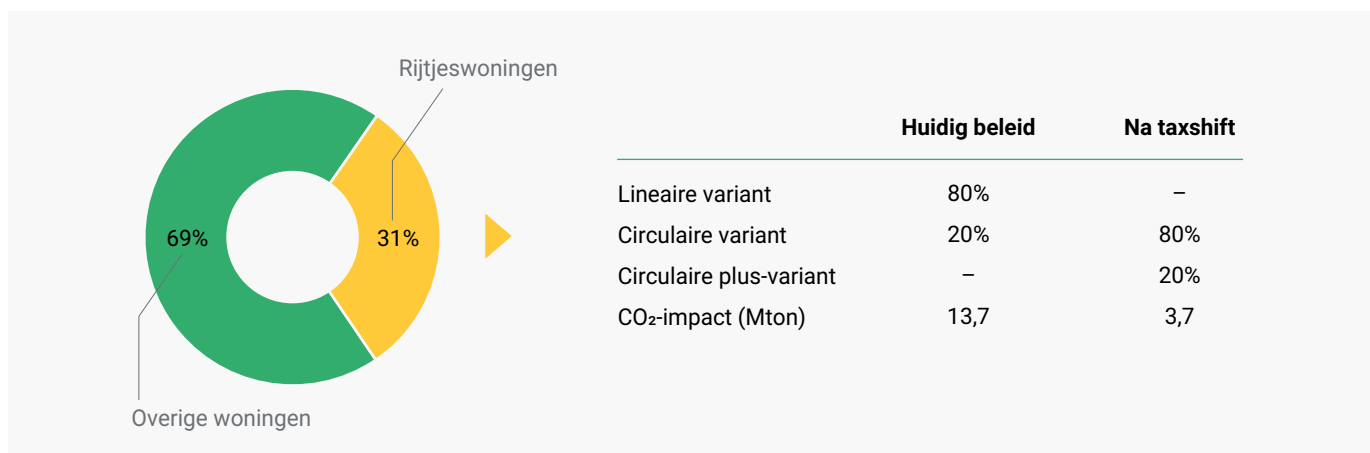 Rijtjeswoningen
69%
31%
Overige woningen
Huidig beleid Na taxshift
Lineaire variant 80% –
Circulaire variant 20% 80%
Circulaire plus-variant – 20%
CO₂-impact (Mton) 13,7 3,7